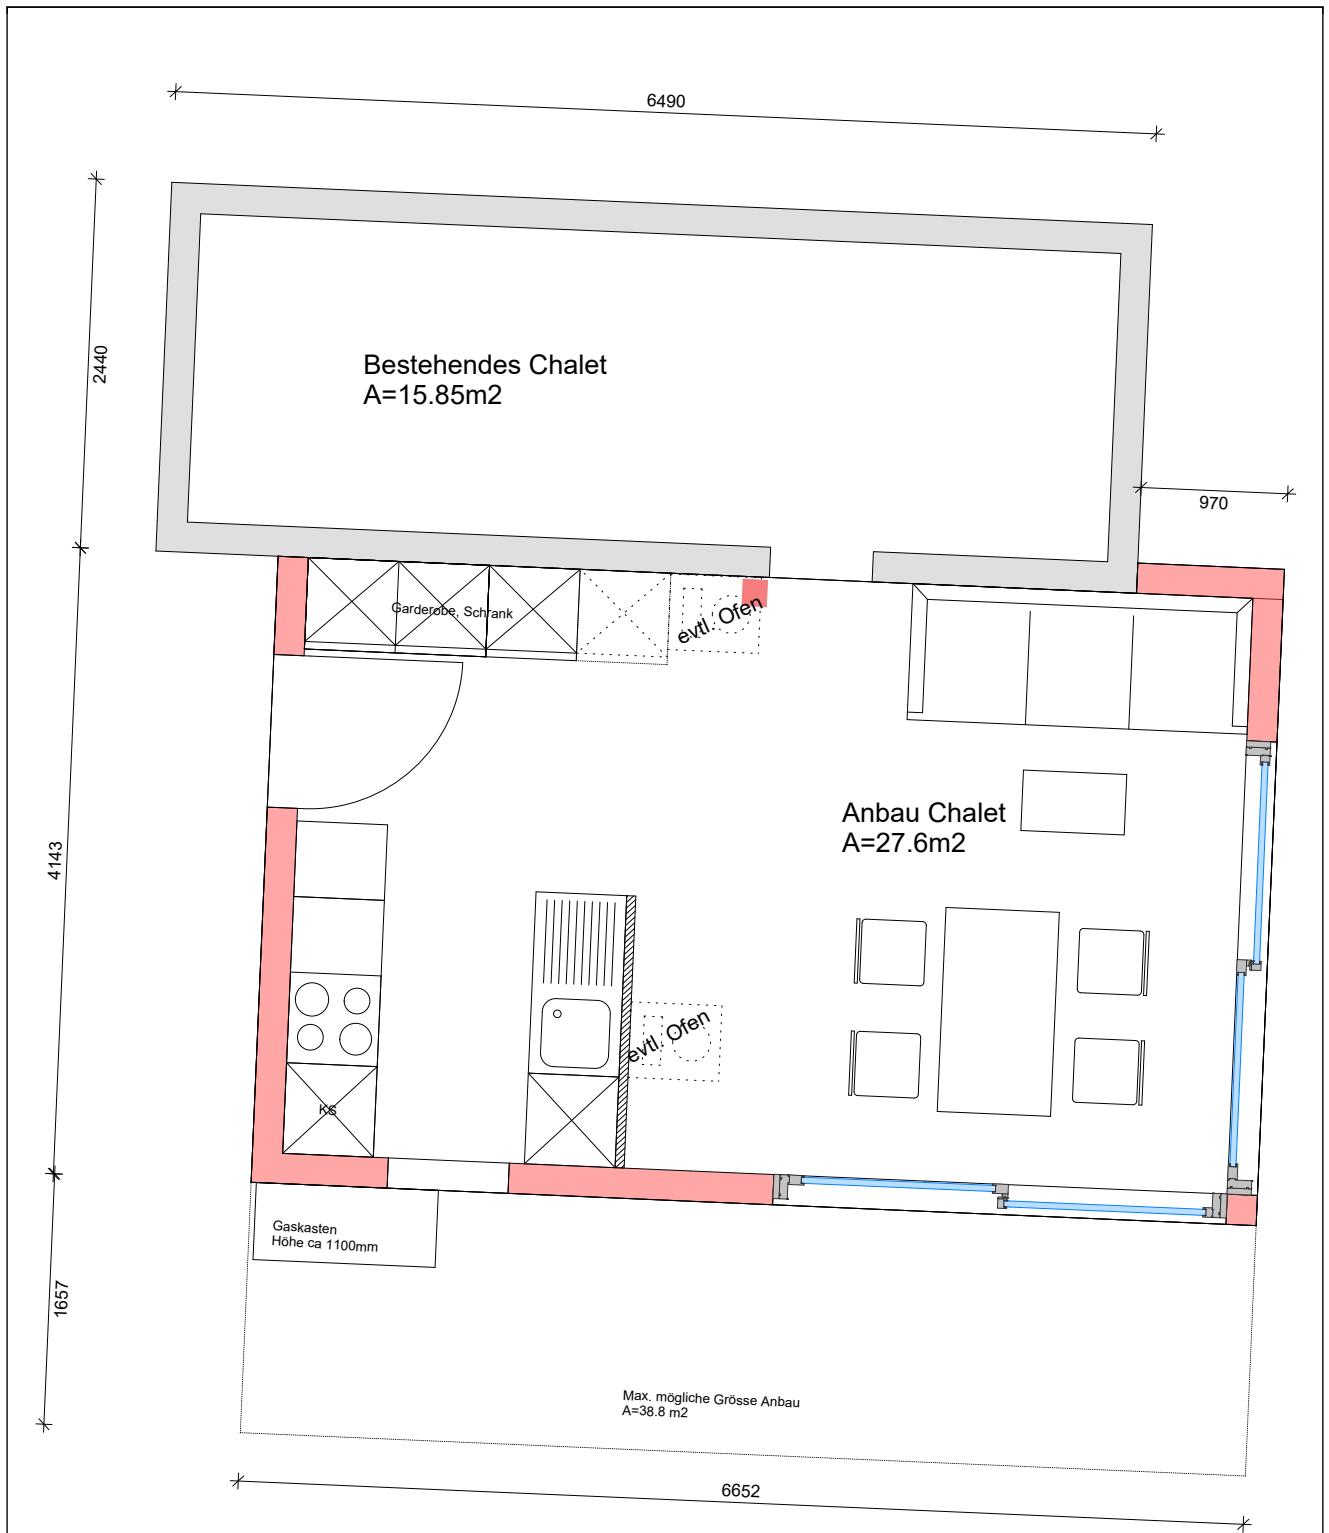 6490
2440
Bestehendes Chalet
A=15.85m2
970
Garderobe, Schrank
evtl. Ofen
4143
Anbau Chalet
A=27.6m2
evtl. Ofen
KS
Gaskasten
Höhe ca 1100mm
1657
Max. mögliche Grösse Anbau
A=38.8 m2
6652